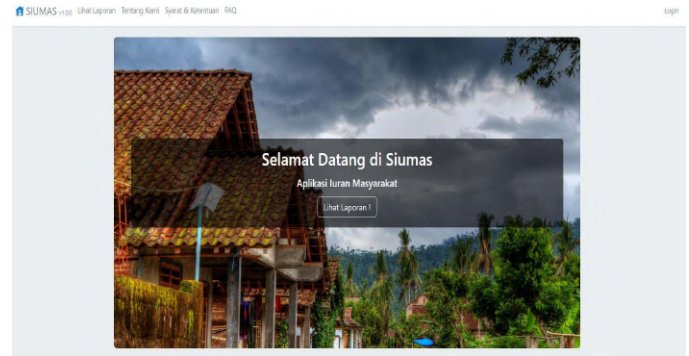 SIUMAS v1.0.0 Lihat Laporan Tentang Kami Syarat & Ketentuan FAQ Login
Selamat Datang di Siumas
Aplikasi Iuran Masyarakat
Lihat Laporan !